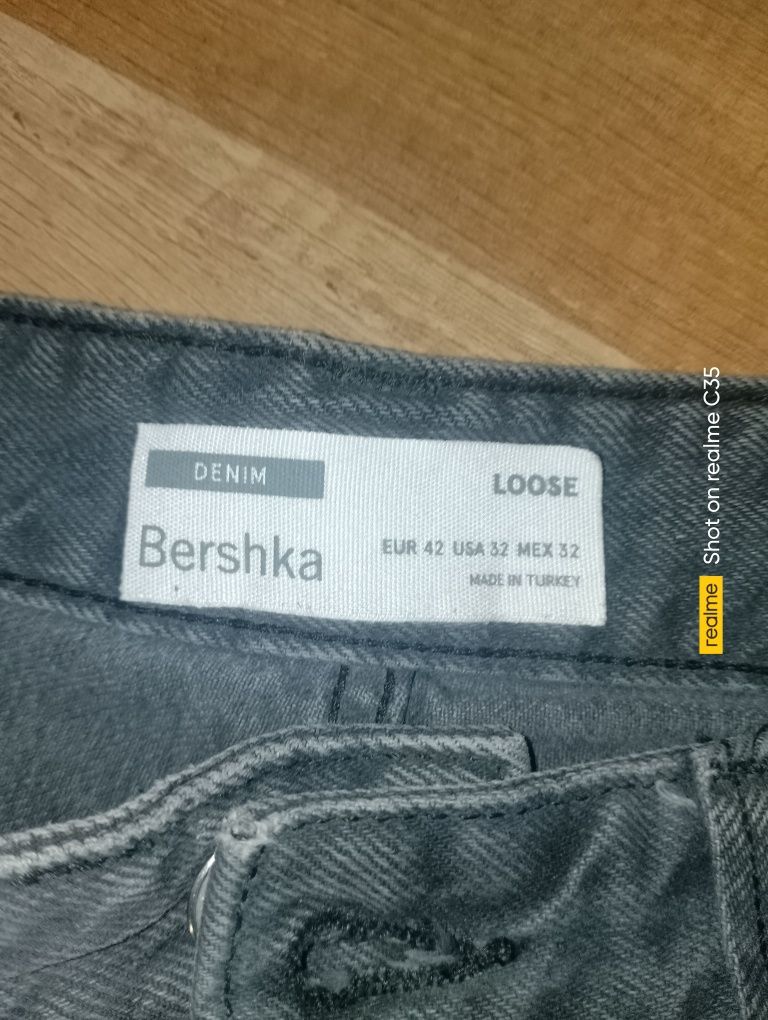 DENIM
LOOSE
Bershka
EUR 42 USA 32 MEX 32
MADE IN TURKEY
realme Shot on realme C35